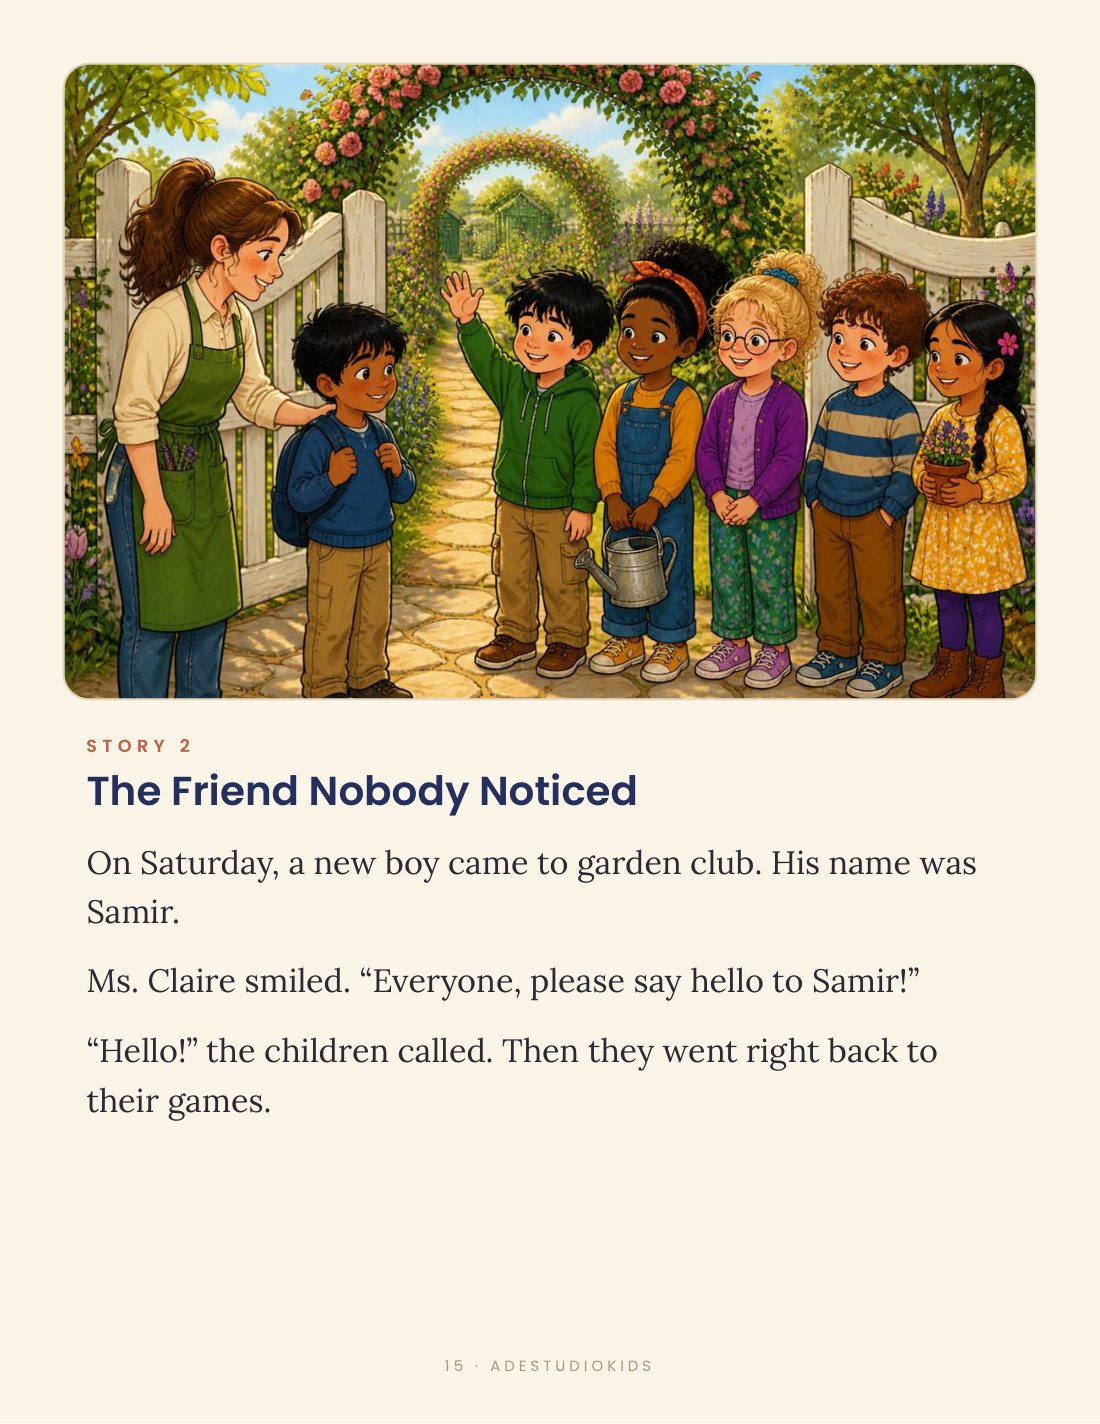 STORY 2
The Friend Nobody Noticed
On Saturday, a new boy came to garden club. His name was
Samir.
Ms. Claire smiled. “Everyone, please say hello to Samir!”
“Hello!” the children called. Then they went right back to
their games.
15 · ADESTUDIOKIDS